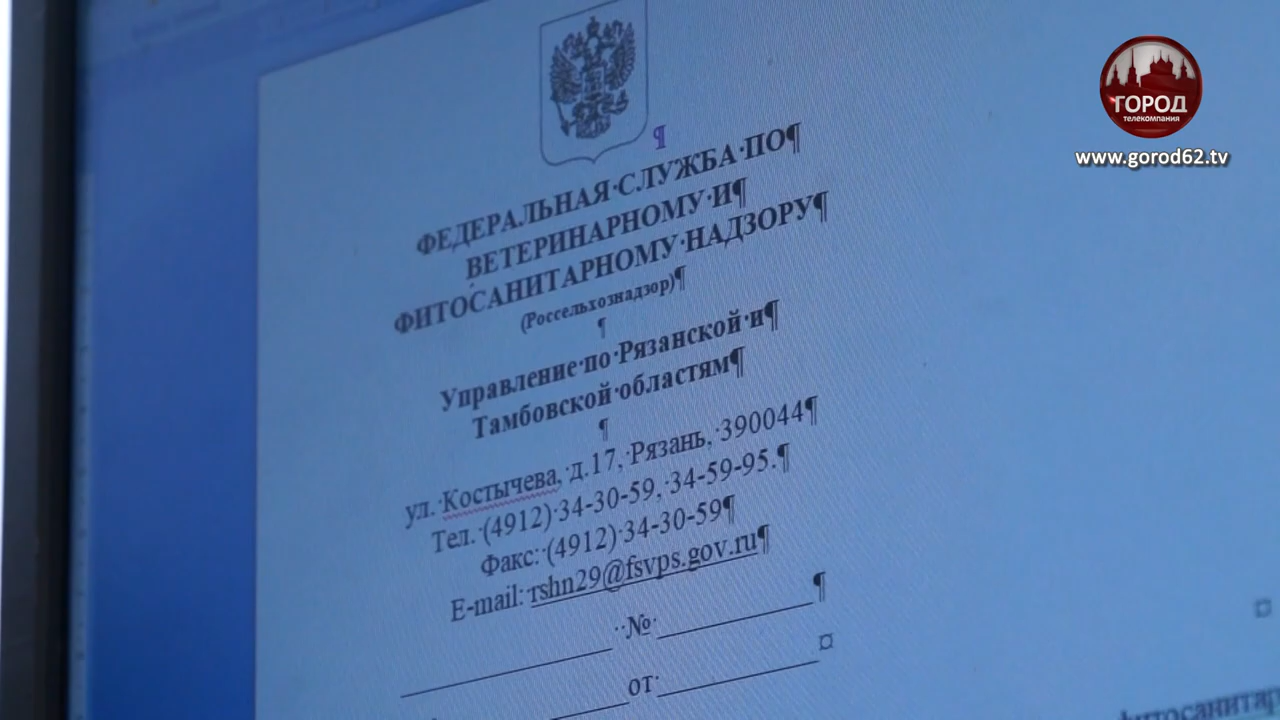 ГОРОД
телекомпания
www.gorod62.tv
ФЕДЕРАЛЬНАЯ СЛУЖБА ПО
ВЕТЕРИНАРНОМУ И
ФИТОСАНИТАРНОМУ НАДЗОРУ
(Россельхознадзор)
Управление по Рязанской и
Тамбовской областям
ул. Костычева, д.17, Рязань, 390044
Тел. (4912) 34-30-59, 34-59-95.
Факс: (4912) 34-30-59
E-mail: rshn29@fsvps.gov.ru
№
от